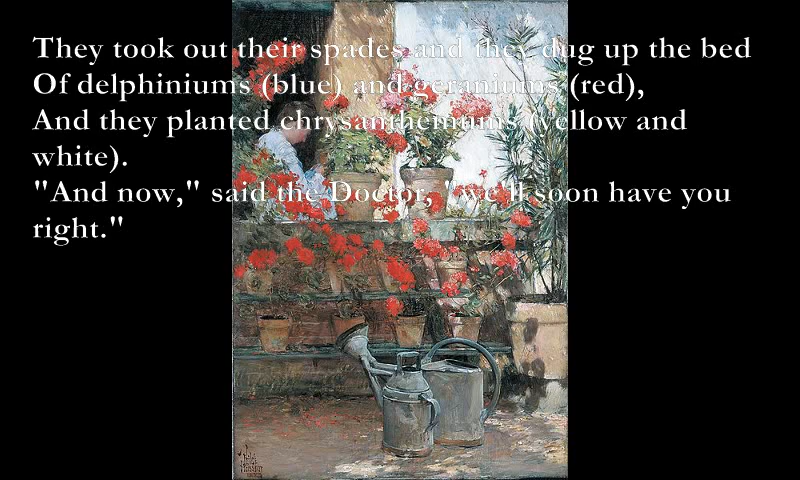 They took out their spades and they dug up the bed
Of delphiniums (blue) and geraniums (red),
And they planted chrysanthemums (yellow and
white).
"And now," said the Doctor, "we'll soon have you
right."